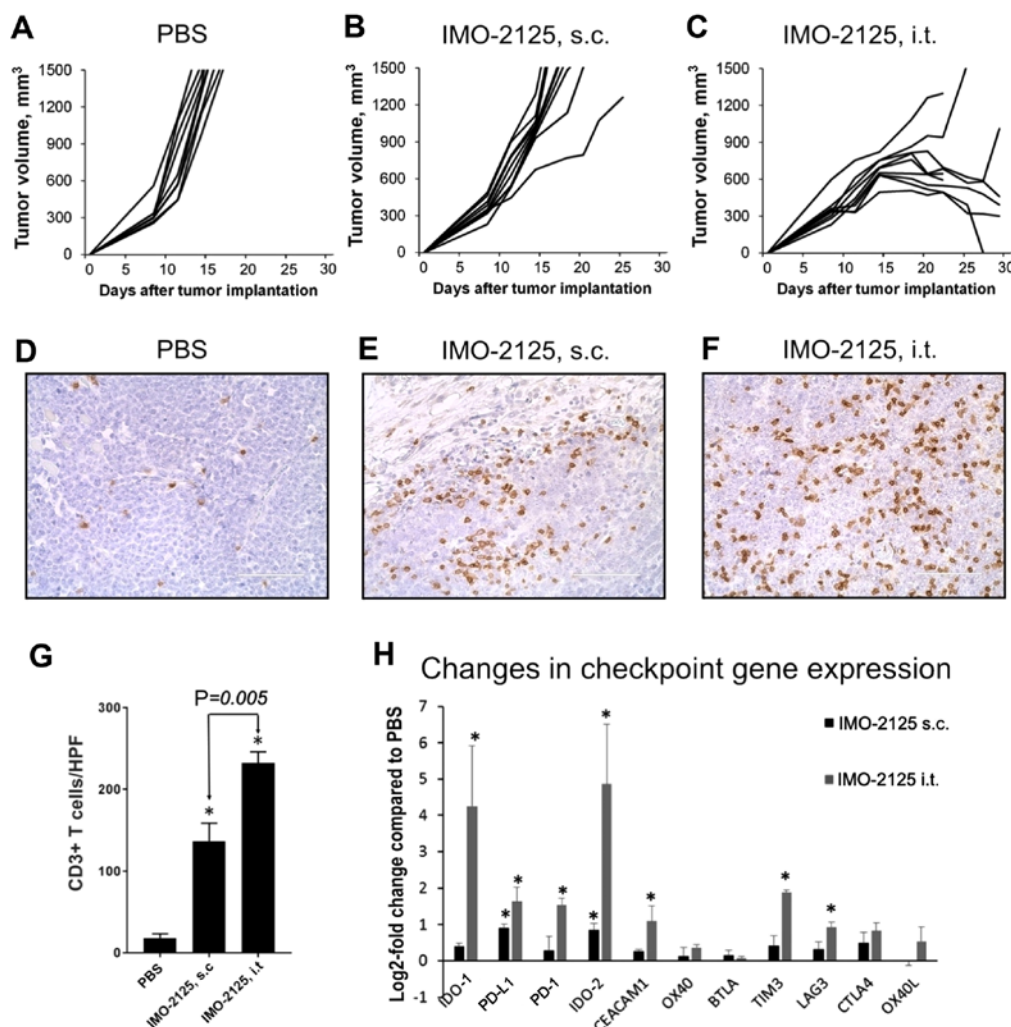 A
PBS
B
IMO-2125, s.c.
C
IMO-2125, i.t.
Tumor volume, mm³
1500
1200
900
600
300
0
0 5 10 15 20 25 30
Days after tumor implantation
Tumor volume, mm³
1500
1200
900
600
300
0
0 5 10 15 20 25 30
Days after tumor implantation
Tumor volume, mm³
1500
1200
900
600
300
0
0 5 10 15 20 25 30
Days after tumor implantation
D
PBS
E
IMO-2125, s.c.
F
IMO-2125, i.t.
G
P=0.005
CD3+ T cells/HPF
300
200
100
0
*
*
PBS
IMO-2125, s.c
IMO-2125, i.t
H
Changes in checkpoint gene expression
Log2-fold change compared to PBS
7
6
5
4
3
2
1
0
-1
IMO-2125 s.c.
IMO-2125 i.t.
* * * * * * * * *
IDO-1
PD-L1
PD-1
IDO-2
CEACAM1
OX40
BTLA
TIM3
LAG3
CTLA4
OX40L